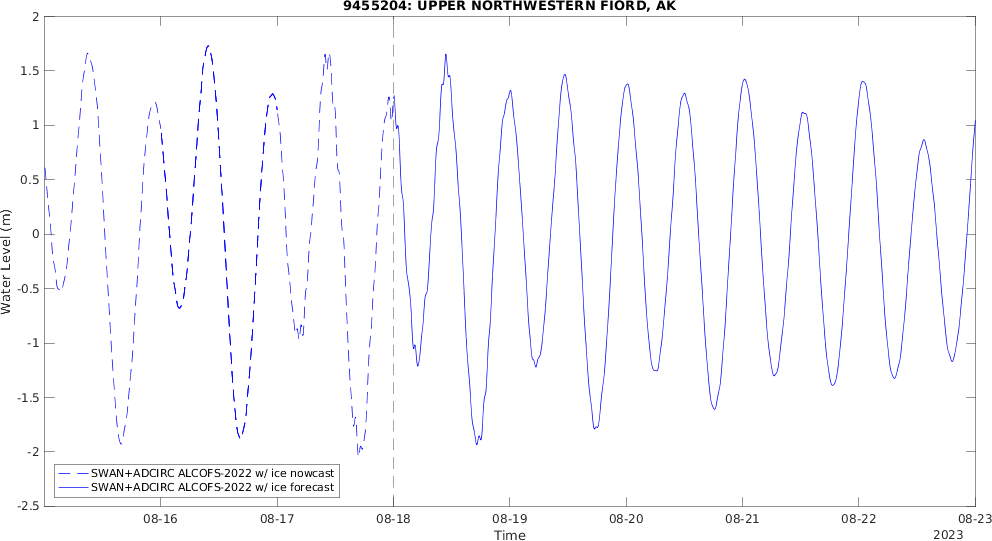 9455204: UPPER NORTHWESTERN FIORD, AK
2
1.5
1
0.5
0
-0.5
-1
-1.5
-2
-2.5
Water Level (m)
SWAN+ADCIRC ALCOFS-2022 w/ ice nowcast
SWAN+ADCIRC ALCOFS-2022 w/ ice forecast
08-16 08-17 08-18 08-19 08-20 08-21 08-22 08-23
Time
2023